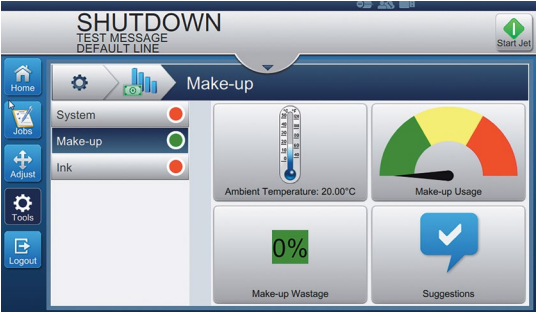 SHUTDOWN
TEST MESSAGE
DEFAULT LINE
Start Jet
Home
Make-up
Jobs
System
Make-up
Adjust
Ink
Ambient Temperature: 20.00°C
Make-up Usage
Tools
0%
Logout
Make-up Wastage
Suggestions